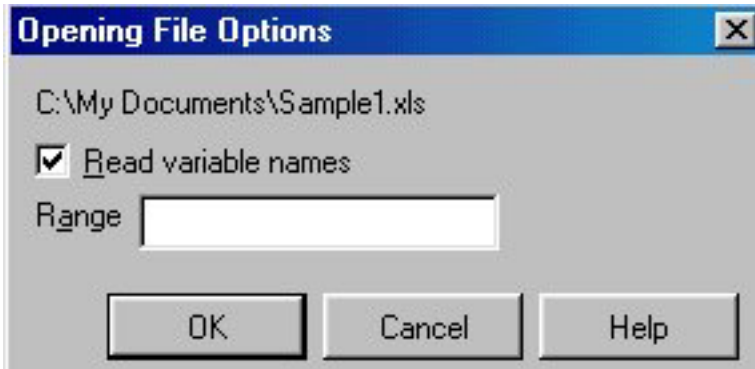 Opening File Options
C:\My Documents\Sample1.xls
Read variable names
Range
OK Cancel Help